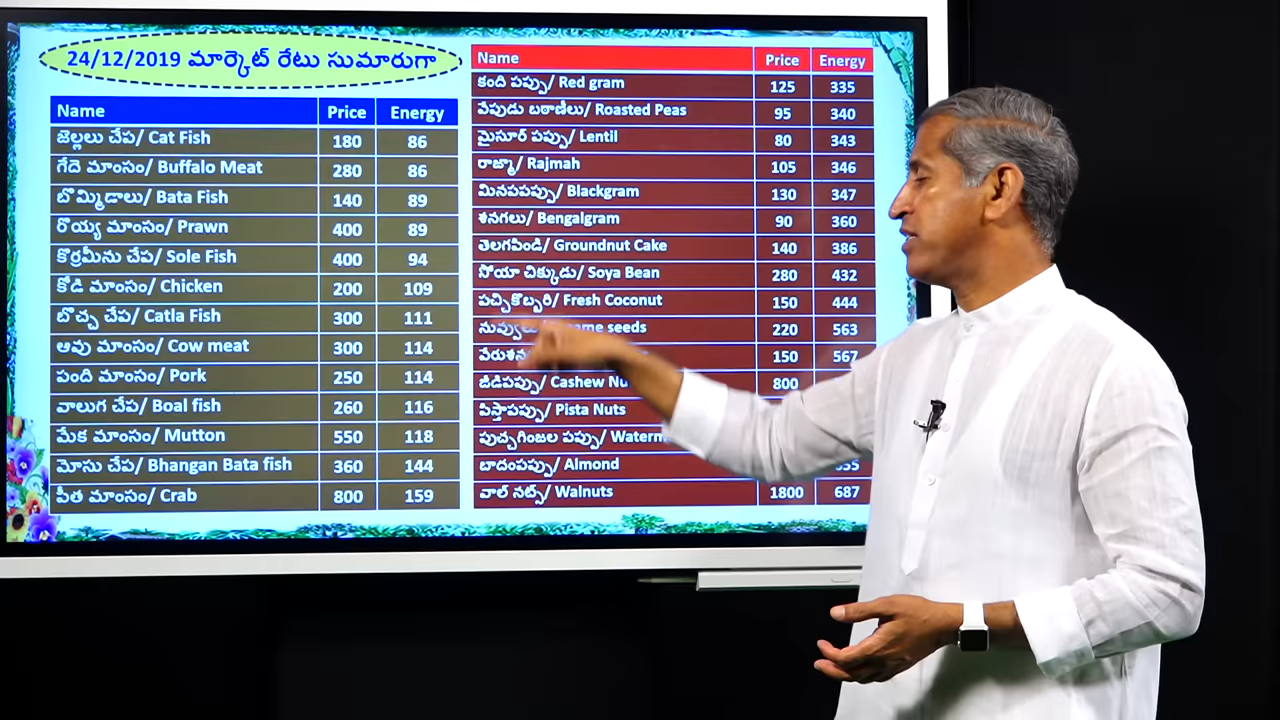 24/12/2019 మార్కెట్ రేటు సుమారుగా
Name Price Energy
జెల్లలు చేప/ Cat Fish 180 86
గేదె మాంసం/ Buffalo Meat 280 86
బొమ్మిడాలు/ Bata Fish 140 89
రొయ్య మాంసం/ Prawn 400 89
కొర్రమీను చేప/ Sole Fish 400 94
కోడి మాంసం/ Chicken 200 109
బొచ్చ చేప/ Catla Fish 300 111
ఆవు మాంసం/ Cow meat 300 114
పంది మాంసం/ Pork 250 114
వాలుగ చేప/ Boal fish 260 116
మేక మాంసం/ Mutton 550 118
మోసు చేప/ Bhangan Bata fish 360 144
పీత మాంసం/ Crab 800 159
Name Price Energy
కంది పప్పు/ Red gram 125 335
వేపుడు బఠాణీలు/ Roasted Peas 95 340
మైసూర్ పప్పు/ Lentil 80 343
రాజ్మా/ Rajmah 105 346
మినపపప్పు/ Blackgram 130 347
శనగలు/ Bengalgram 90 360
తెలగపిండి/ Groundnut Cake 140 386
సోయా చిక్కుడు/ Soya Bean 280 432
పచ్చికొబ్బరి/ Fresh Coconut 150 444
seeds 220 563
150 567
జీడిపప్పు/ Cashew 800
పిస్తాపప్పు/ Pista Nuts
పుచ్చగింజల పప్పు/
బాదంపప్పు/ Almond
వాల్ నట్స్/ Walnuts 1800 687